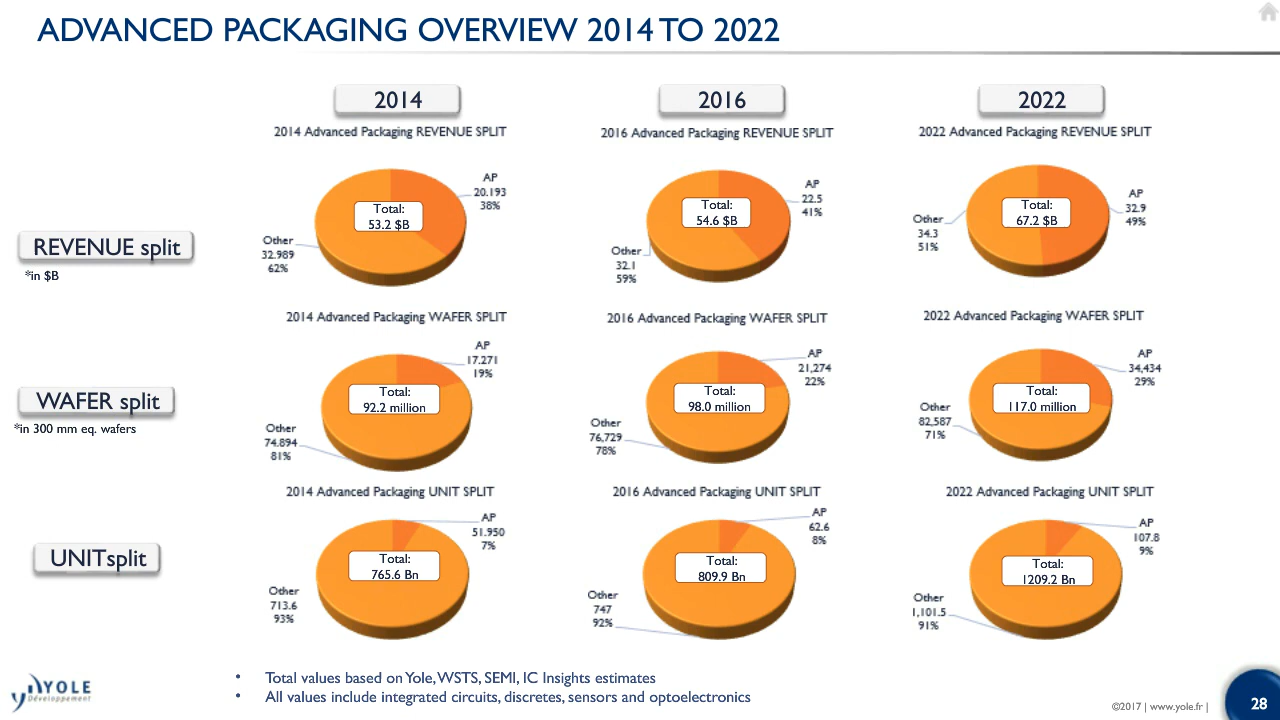 ADVANCED PACKAGING OVERVIEW 2014 TO 2022
2014
2016
2022
2014 Advanced Packaging REVENUE SPLIT
AP
20.193
38%
Total:
53.2 $B
Other
32.989
62%
2016 Advanced Packaging REVENUE SPLIT
AP
22.5
41%
Total:
54.6 $B
Other
32.1
59%
2022 Advanced Packaging REVENUE SPLIT
AP
32.9
49%
Total:
67.2 $B
Other
34.3
51%
REVENUE split
*in $B
2014 Advanced Packaging WAFER SPLIT
AP
17.271
19%
Total:
92.2 million
Other
74.894
81%
2016 Advanced Packaging WAFER SPLIT
AP
21,274
22%
Total:
98.0 million
Other
76,729
78%
2022 Advanced Packaging WAFER SPLIT
AP
34,434
29%
Total:
117.0 million
Other
82,587
71%
WAFER split
*in 300 mm eq. wafers
2014 Advanced Packaging UNIT SPLIT
AP
51.950
7%
Total:
765.6 Bn
Other
713.6
93%
2016 Advanced Packaging UNIT SPLIT
AP
62.6
8%
Total:
809.9 Bn
Other
747
92%
2022 Advanced Packaging UNIT SPLIT
AP
107.8
9%
Total:
1209.2 Bn
Other
1,101.5
91%
UNITsplit
• Total values based on Yole, WSTS, SEMI, IC Insights estimates
• All values include integrated circuits, discretes, sensors and optoelectronics
YOLE
Développement
©2017 | www.yole.fr |
28